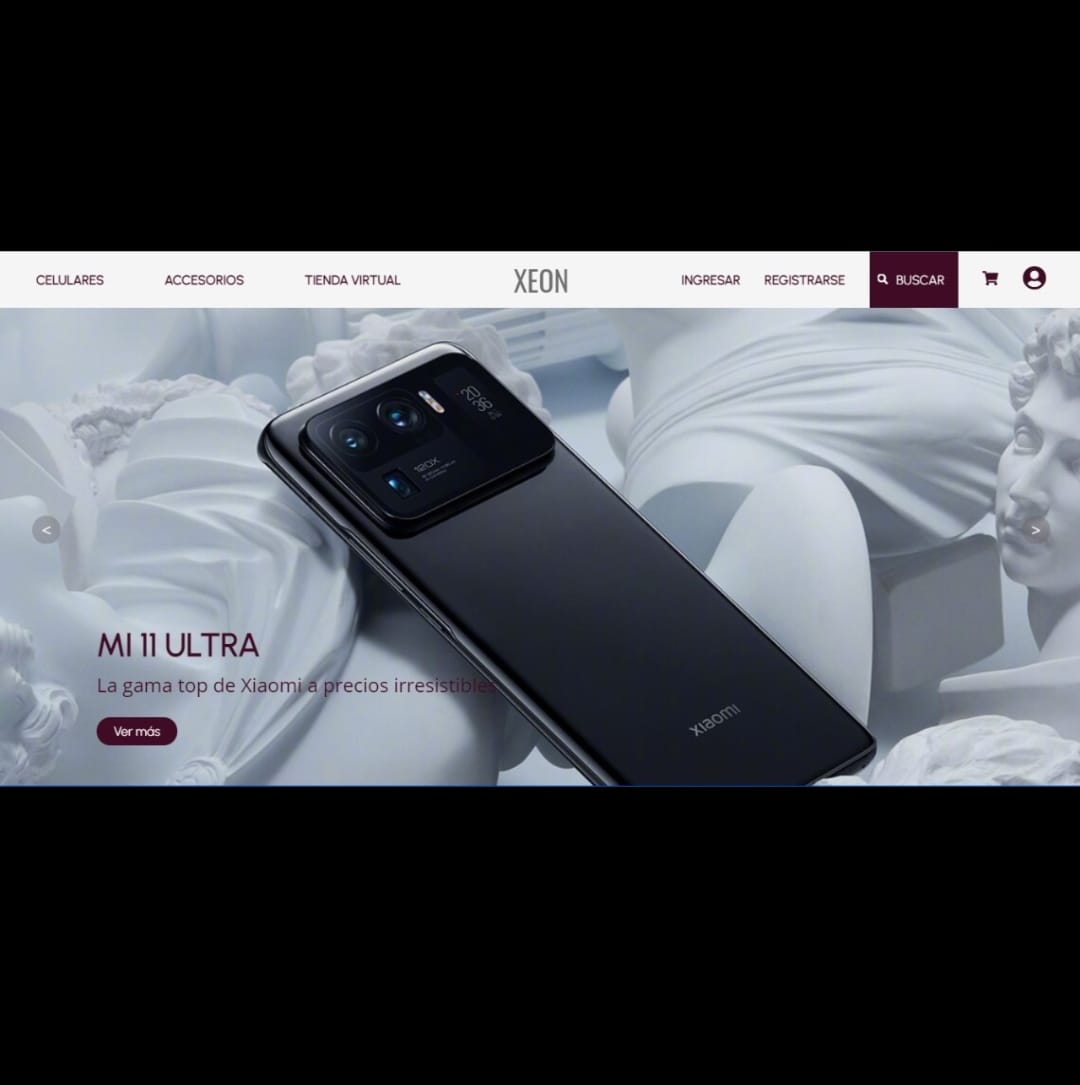 CELULARES ACCESORIOS TIENDA VIRTUAL XEON INGRESAR REGISTRARSE BUSCAR
20
36
120X
< >
MI 11 ULTRA
La gama top de Xiaomi a precios irresistibles
xiaomi
Ver más